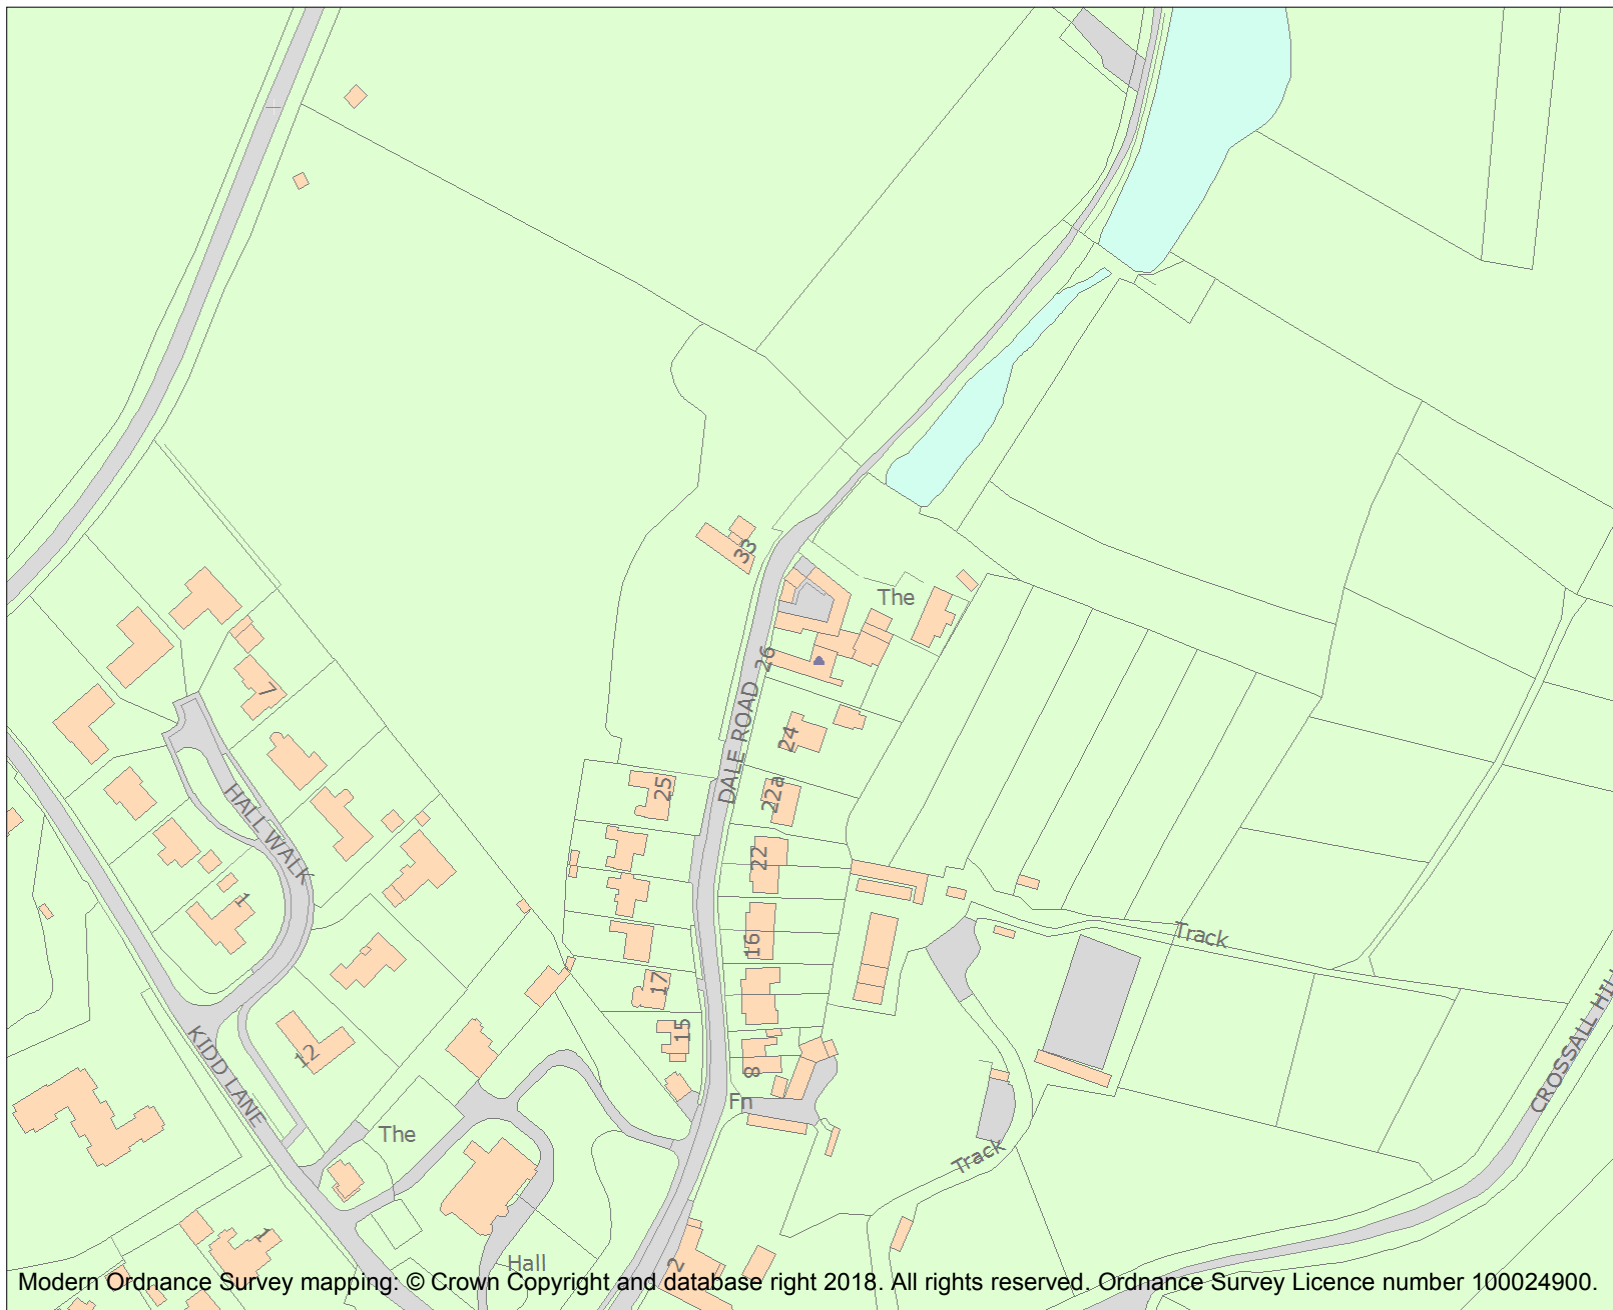 33
The
DALE ROAD
26
7
24
25
22a
HALL WALK
22
1
16
Track
17
CROSSALL HIL
15
KIDD LANE
12
8
Fn
The
Track
1
Hall
2
Modern Ordnance Survey mapping: © Crown Copyright and database right 2018. All rights reserved. Ordnance Survey Licence number 100024900.